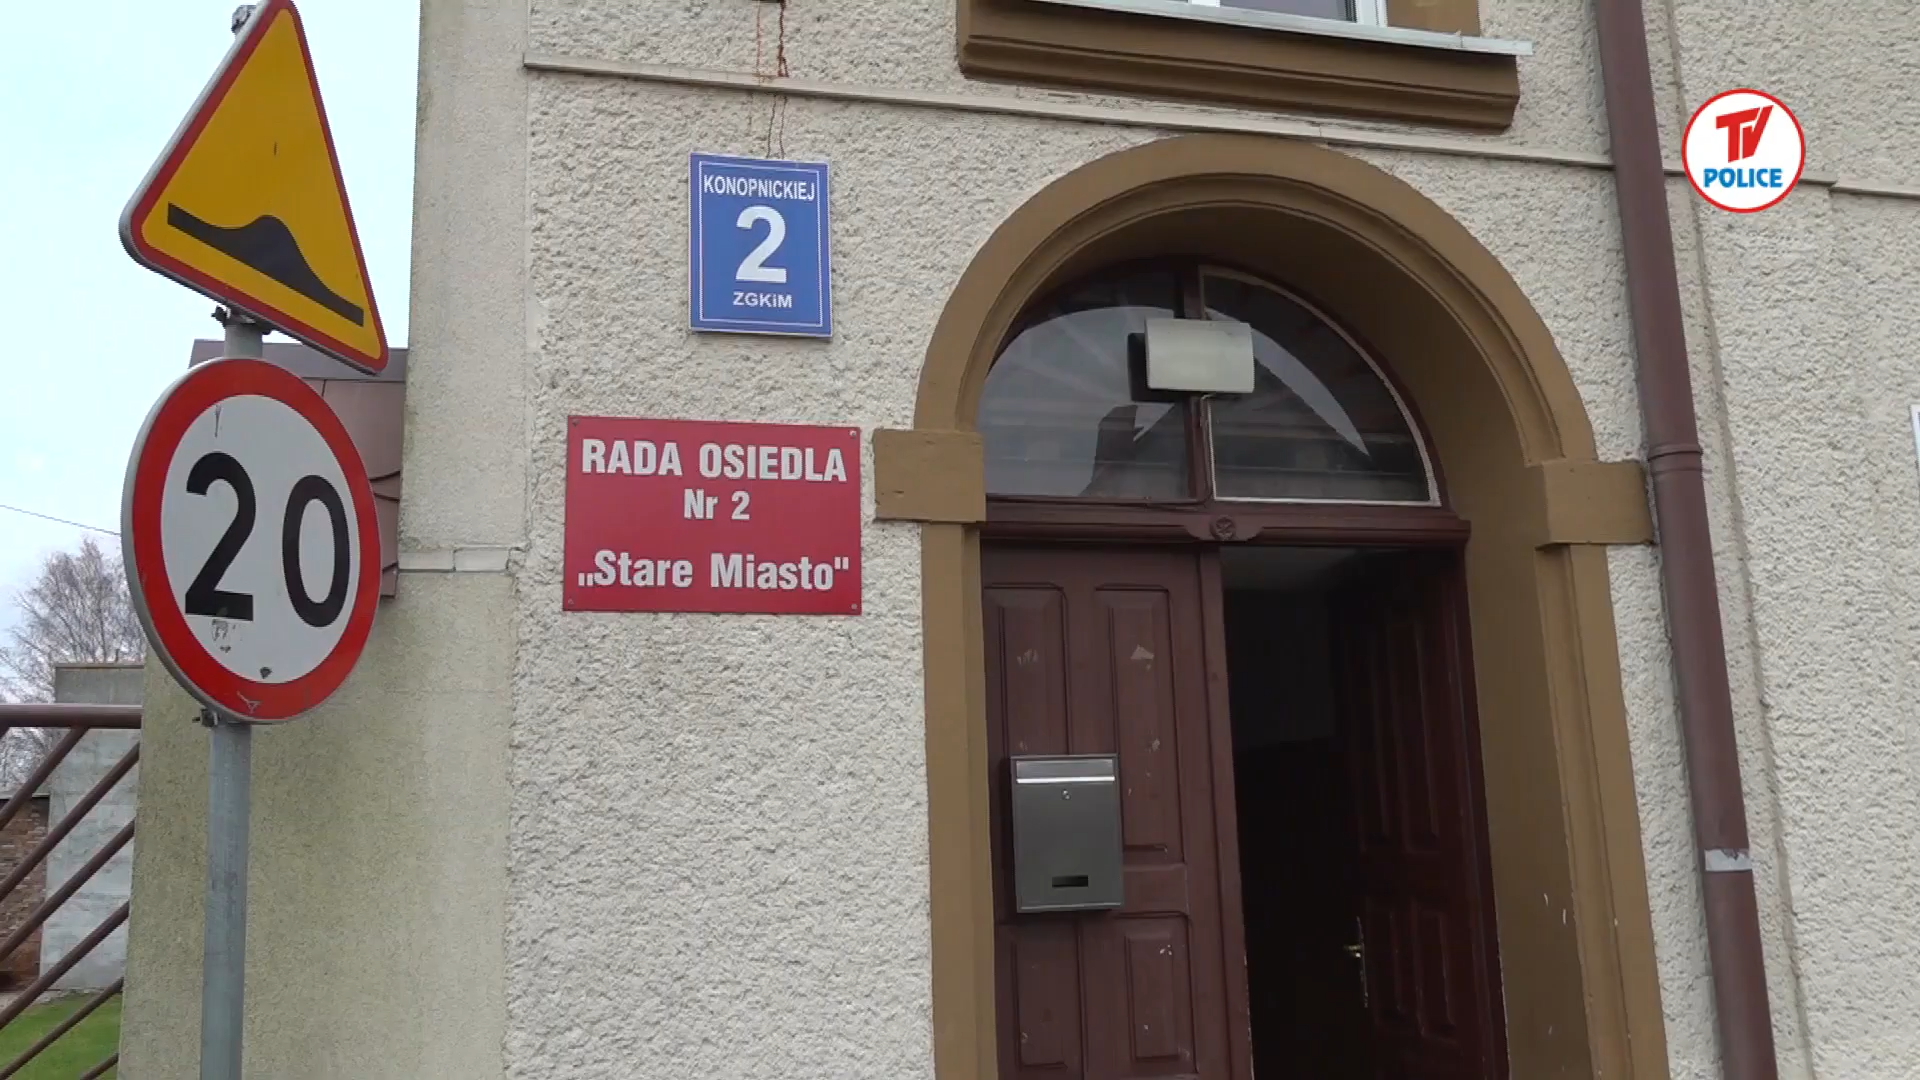 KONOPNICKIEJ
2
ZGKiM
TV
POLICE
RADA OSIEDLA
Nr 2
„Stare Miasto"
20